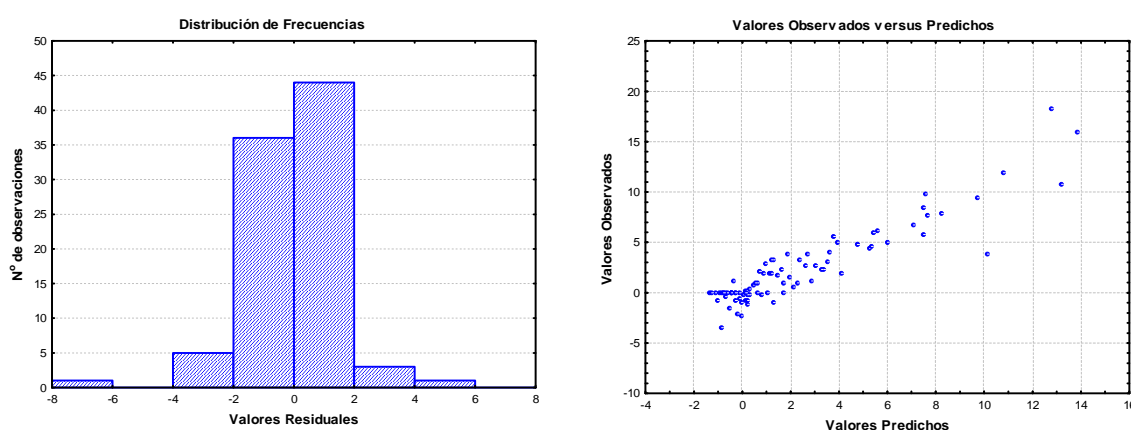 Distribución de Frecuencias
Nº de observaciones
50
45
40
35
30
25
20
15
10
5
0
-8 -6 -4 -2 0 2 4 6 8
Valores Residuales
Valores Observados versus Predichos
Valores Observados
25
20
15
10
5
0
-5
-10
-4 -2 0 2 4 6 8 10 12 14 16
Valores Predichos